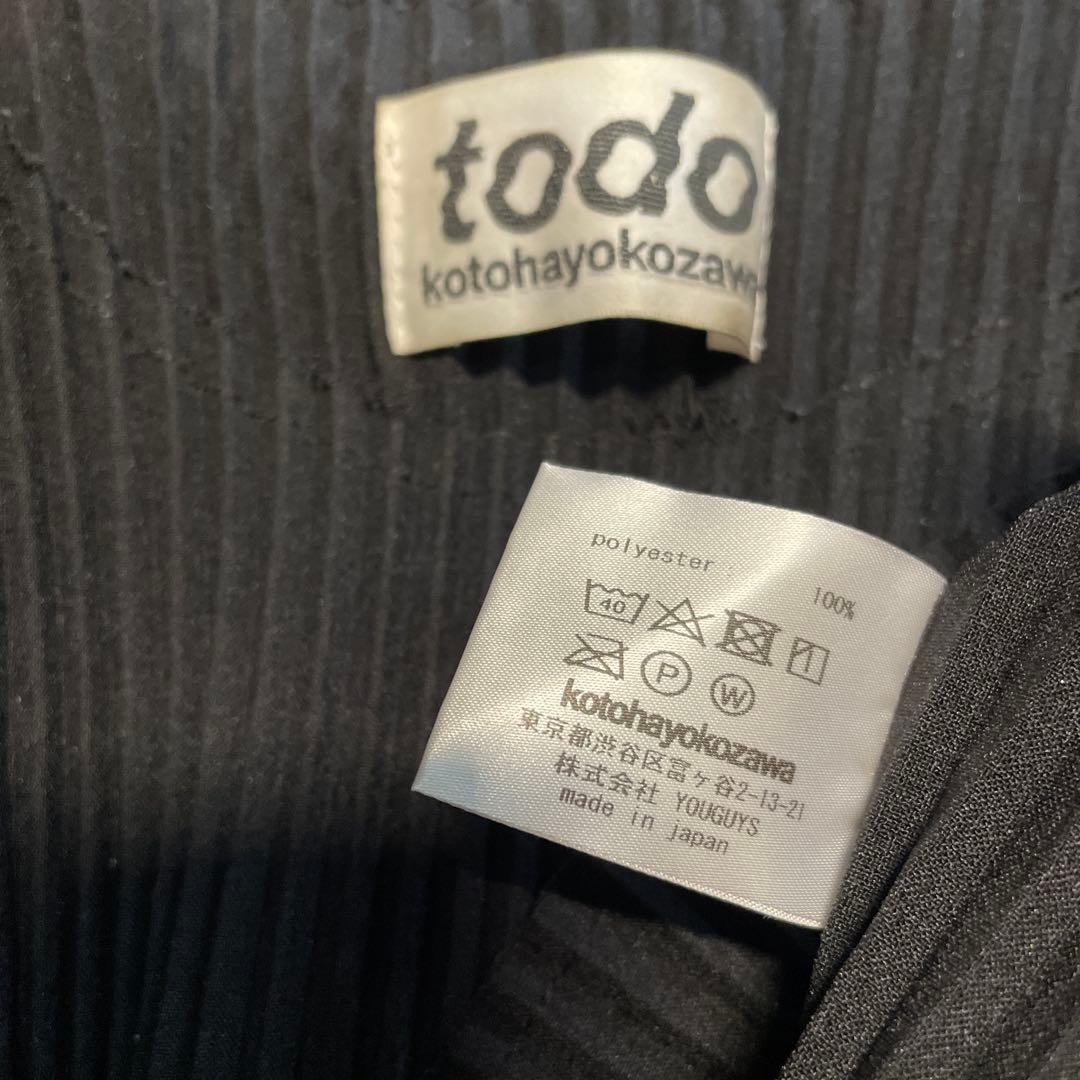 todo
kotohayokozawa
polyester 100%
40
P W
kotohayokozawa
東京都渋谷区富ヶ谷2-13-21
株式会社 YOUGUYS
made in japan